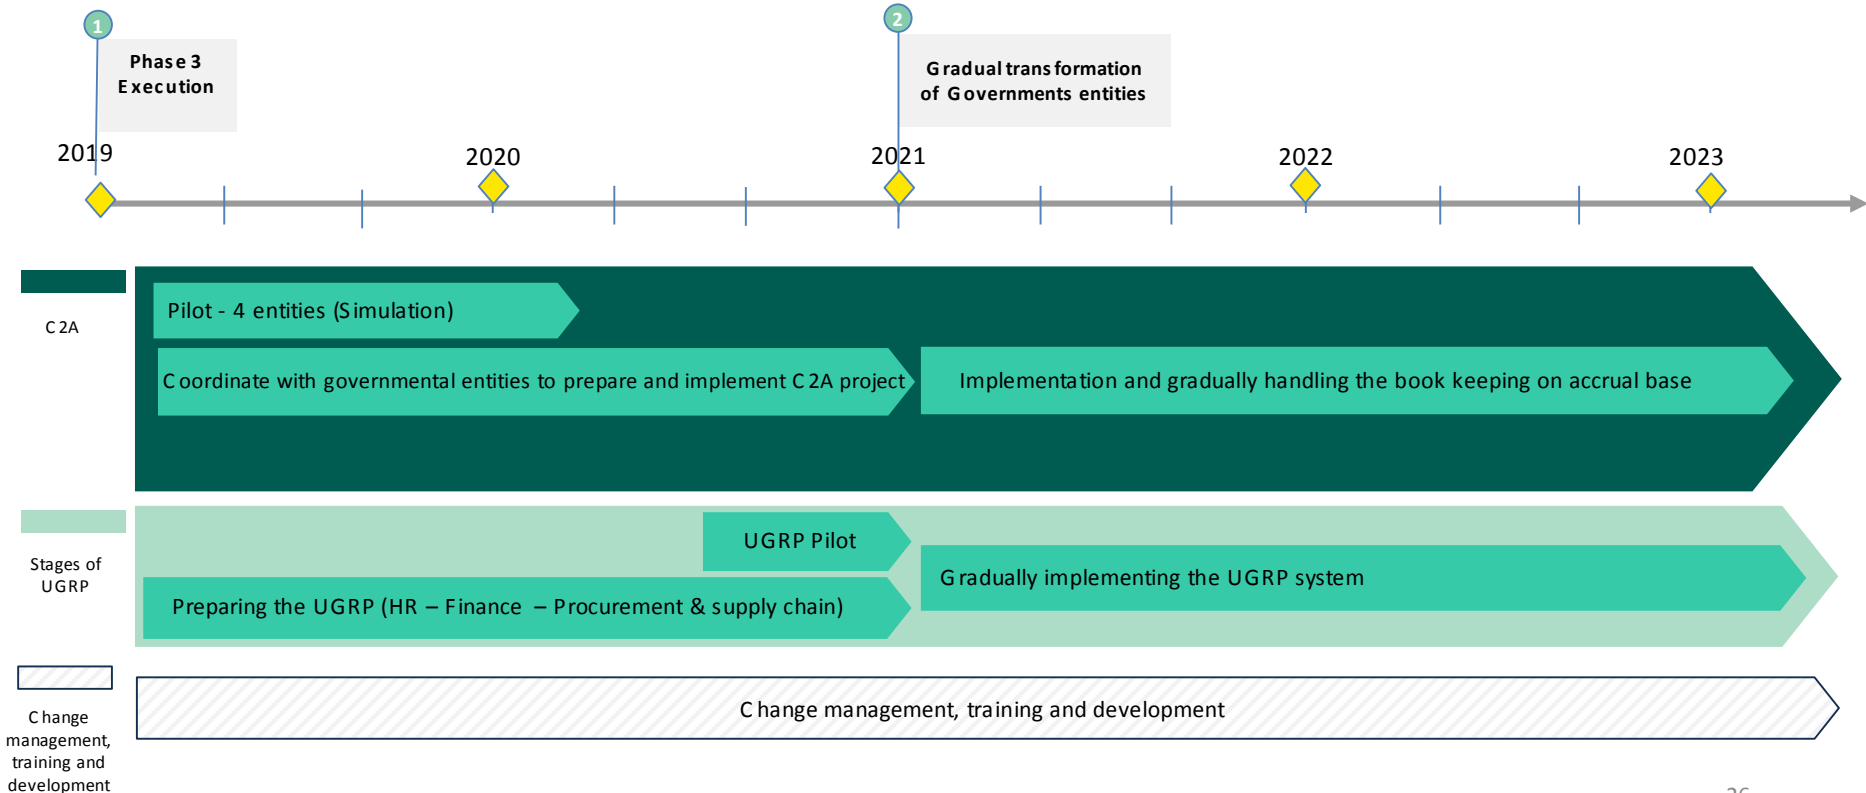 1
Phase 3
Execution
2
Gradual transformation
of Governments entities
2019
2020
2021
2022
2023
C2A
Pilot - 4 entities (Simulation)
Coordinate with governmental entities to prepare and implement C2A project
Implementation and gradually handling the book keeping on accrual base
Stages of
UGRP
UGRP Pilot
Preparing the UGRP (HR – Finance – Procurement & supply chain)
Gradually implementing the UGRP system
Change
management,
training and
development
Change management, training and development